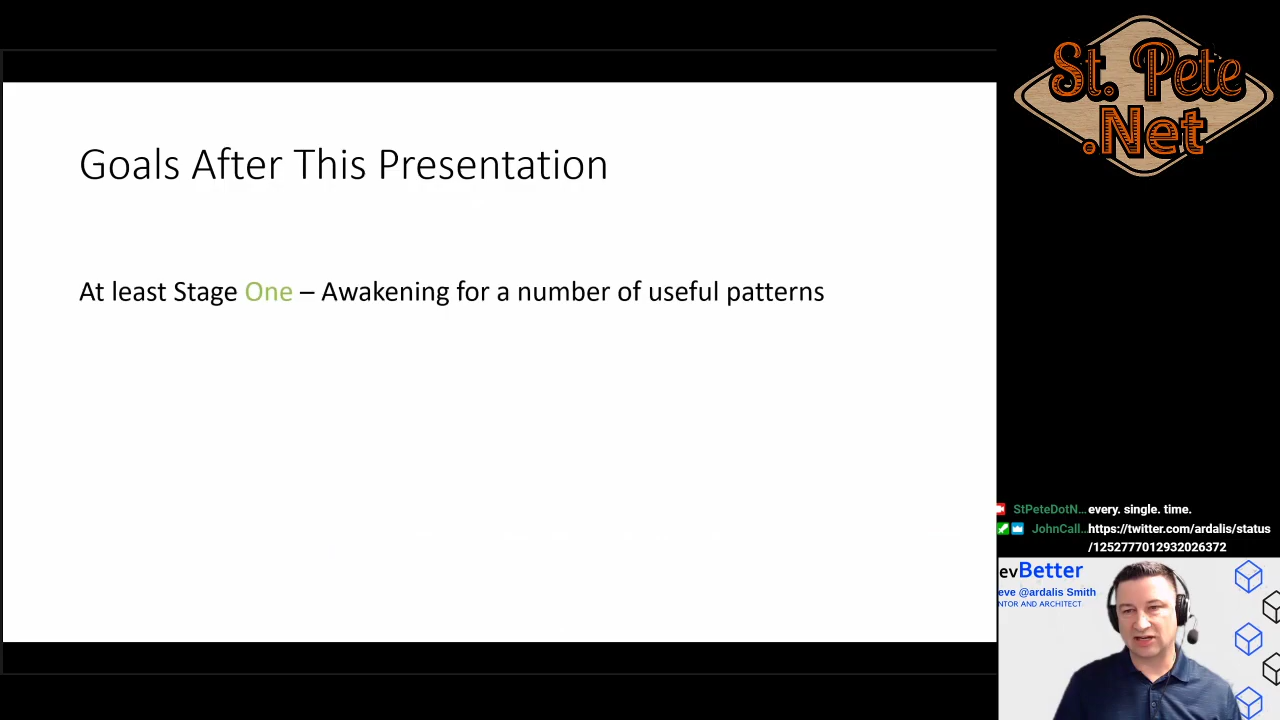 Goals After This Presentation
At least Stage One – Awakening for a number of useful patterns
St. Pete
.Net
StPeteDotN… every. single. time.
JohnCall… https://twitter.com/ardalis/status
/1252777012932026372
evBetter
eve @ardalis Smith
NTOR AND ARCHITECT